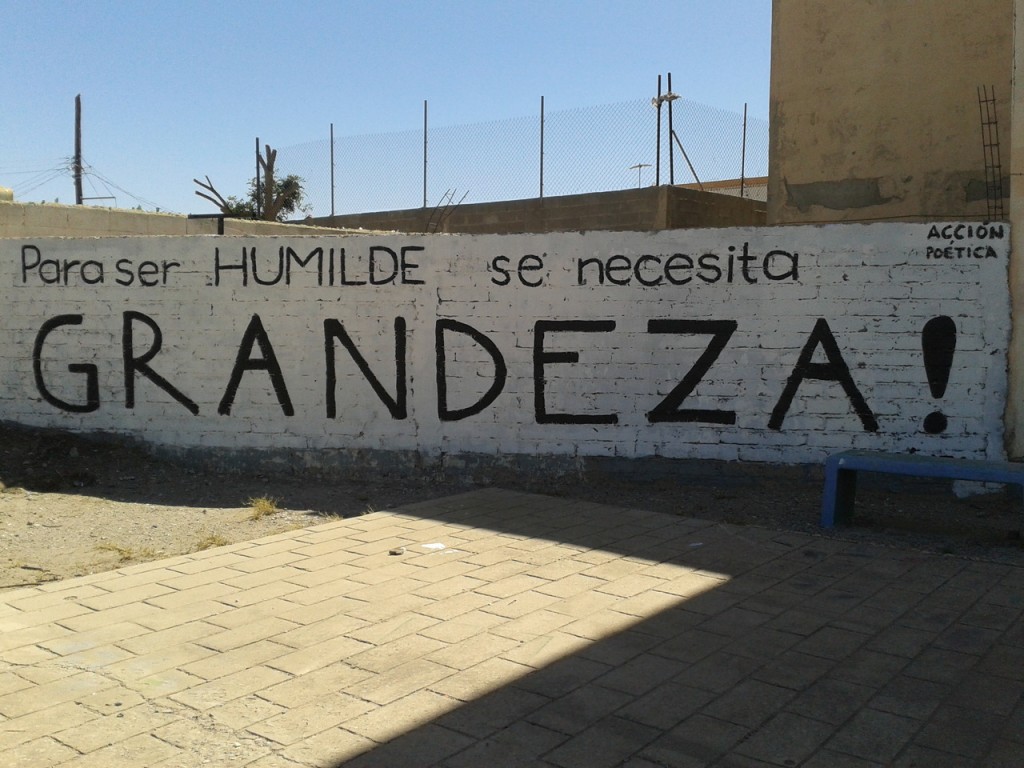 Para ser HUMILDE se necesita
GRANDEZA!
ACCIÓN
POÉTICA